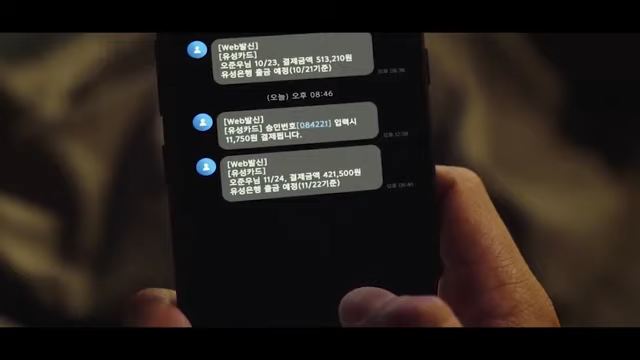 [Web발신]
[유성카드]
오준우님 10/23, 결제금액 513,210원
유성은행 출금 예정(10/21기준)
(오늘) 오후 08:46
[Web발신]
[유성카드] 승인번호[084221] 입력시
11,750원 결제됩니다.
[Web발신]
[유성카드]
오준우님 11/24, 결제금액 421,500원
유성은행 출금 예정(11/22기준)